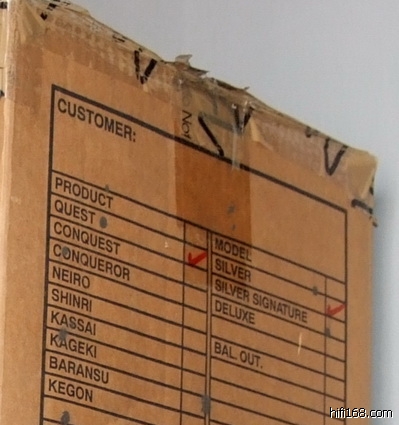 Not
CUSTOMER:
PRODUCT
QUEST
CONQUEST
CONQUEROR
NEIRO
SHINRI
KASSAI
KAGEKI
BARANSU
KEGON
MODEL
SILVER
SILVER SIGNATURE
DELUXE
BAL OUT.
hifi168.com